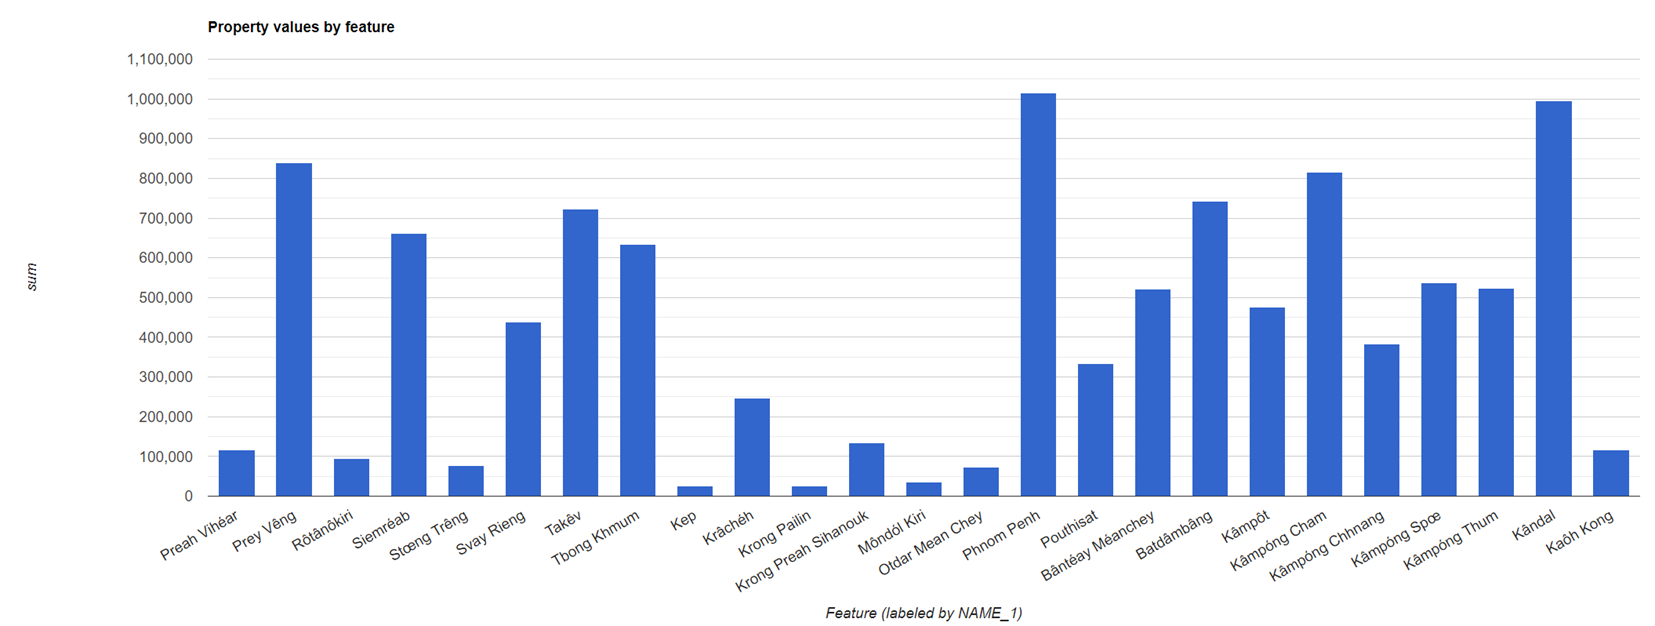 Property values by feature
1,100,000
1,000,000
900,000
800,000
700,000
600,000
500,000
400,000
300,000
200,000
100,000
0
sum
Preah Vihéar
Prey Vêng
Rôtânôkiri
Siemréab
Stœng Trêng
Svay Rieng
Takêv
Tbong Khmum
Kep
Krâchéh
Krong Pailin
Krong Preah Sihanouk
Môndól Kiri
Otdar Mean Chey
Phnom Penh
Pouthisat
Bântéay Méanchey
Batdâmbâng
Kâmpôt
Kâmpóng Cham
Kâmpóng Chhnang
Kâmpóng Spœ
Kâmpóng Thum
Kândal
Kaôh Kong
Feature (labeled by NAME_1)